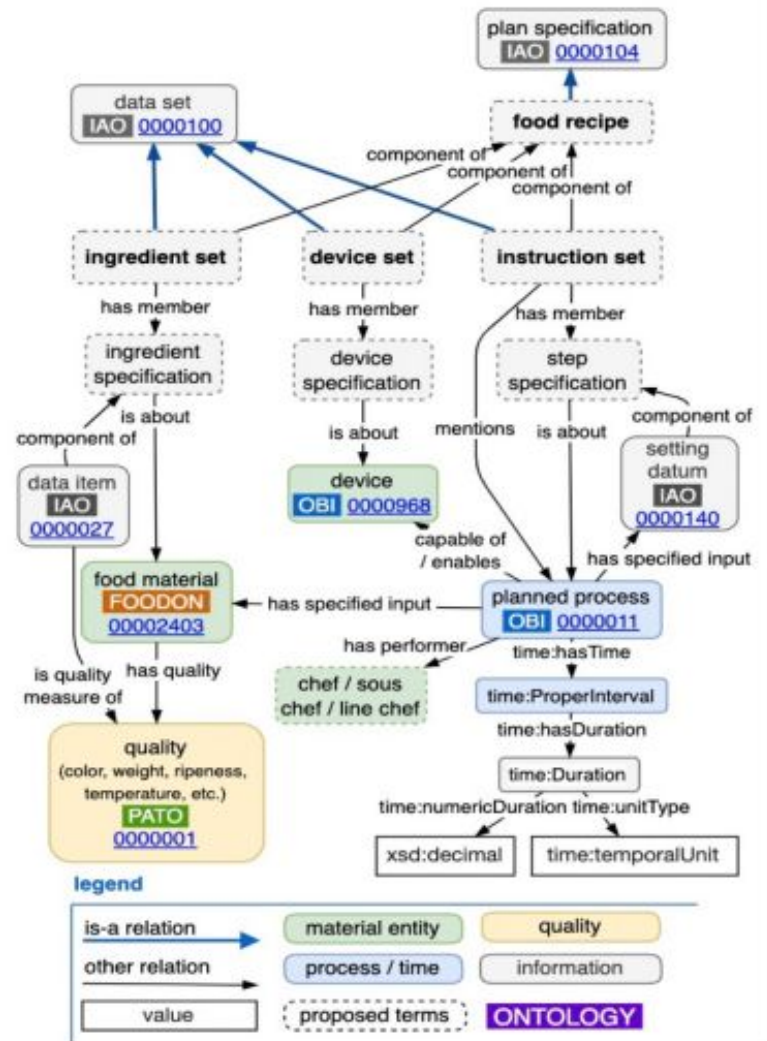 plan specification
IAO 0000104
data set
IAO 0000100
food recipe
component of
component of
component of
ingredient set
device set
instruction set
has member
has member
has member
ingredient
specification
device
specification
step
specification
is about
component of
is about
mentions
is about
component of
data item
IAO
0000027
device
OBI 0000968
setting
datum
IAO
0000140
capable of
/ enables
has specified input
food material
FOODON
00002403
has specified input
planned process
OBI 0000011
has performer
time:hasTime
is quality
measure of
has quality
chef / sous
chef / line chef
time:ProperInterval
time:hasDuration
quality
(color, weight, ripeness,
temperature, etc.)
PATO
0000001
time:Duration
time:numericDuration time:unitType
xsd:decimal
time:temporalUnit
legend
is-a relation
material entity
quality
other relation
process / time
information
value
proposed terms
ONTOLOGY